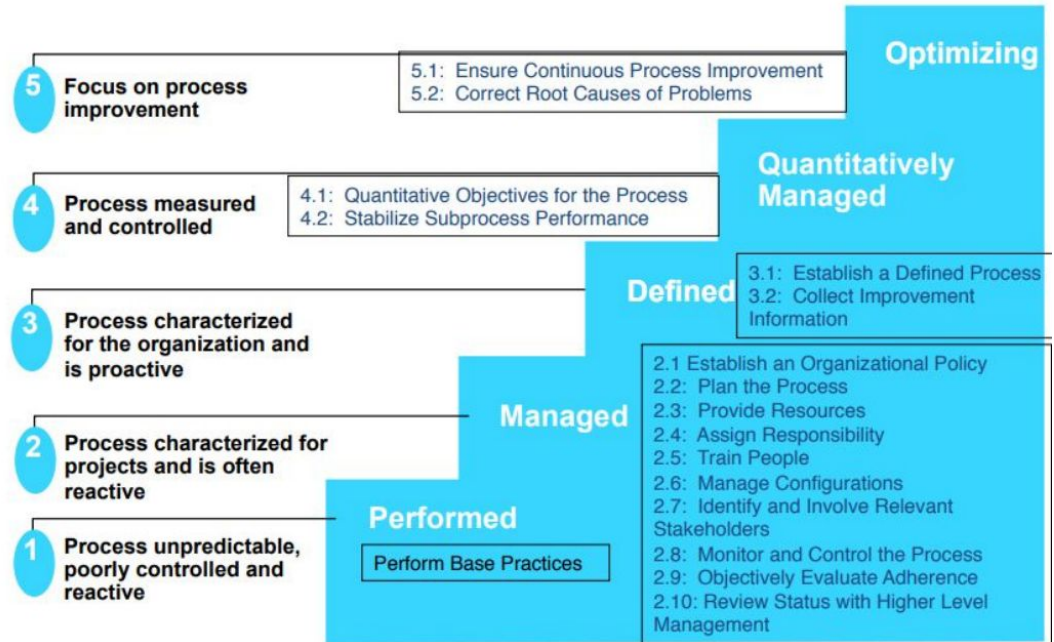 Optimizing
5
Focus on process
improvement
5.1: Ensure Continuous Process Improvement
5.2: Correct Root Causes of Problems
Quantitatively
Managed
4
Process measured
and controlled
4.1: Quantitative Objectives for the Process
4.2: Stabilize Subprocess Performance
Defined
3.1: Establish a Defined Process
3.2: Collect Improvement
Information
3
Process characterized
for the organization and
is proactive
Managed
2.1 Establish an Organizational Policy
2.2: Plan the Process
2.3: Provide Resources
2.4: Assign Responsibility
2.5: Train People
2.6: Manage Configurations
2.7: Identify and Involve Relevant
Stakeholders
2.8: Monitor and Control the Process
2.9: Objectively Evaluate Adherence
2.10: Review Status with Higher Level
Management
2
Process characterized for
projects and is often
reactive
Performed
Perform Base Practices
1
Process unpredictable,
poorly controlled and
reactive